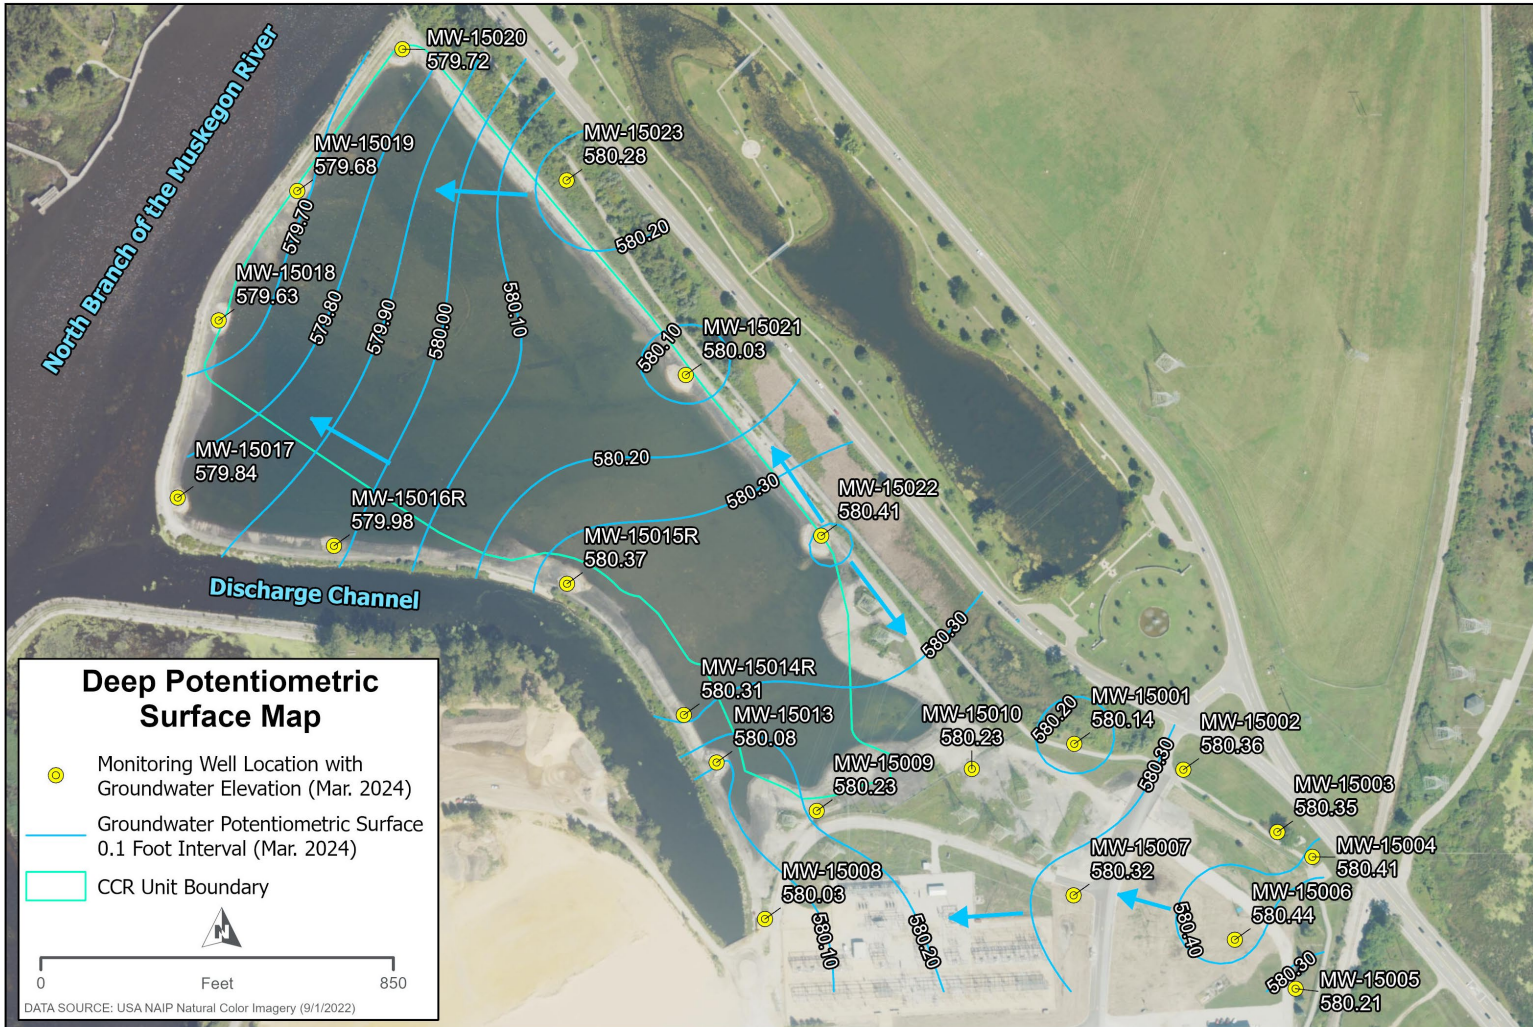 MW-15020
579.72
North Branch of the Muskegon River
MW-15023
580.28
MW-15019
579.68
579.70
580.20
MW-15018
579.63
579.80
579.90
580.00
580.10
580.10
MW-15021
580.03
MW-15017
579.84
580.20
MW-15016R
579.98
580.30
MW-15022
580.41
MW-15015R
580.37
Discharge Channel
580.30
MW-15014R
580.31
MW-15013
580.08
MW-15010
580.23
580.20
MW-15001
580.14
MW-15002
580.36
580.30
MW-15009
580.23
MW-15003
580.35
MW-15004
580.41
MW-15007
580.32
MW-15008
580.03
MW-15006
580.44
580.10
580.20
580.40
580.30
MW-15005
580.21
Deep Potentiometric
Surface Map
Monitoring Well Location with
Groundwater Elevation (Mar. 2024)
Groundwater Potentiometric Surface
0.1 Foot Interval (Mar. 2024)
CCR Unit Boundary
N
0 Feet 850
DATA SOURCE: USA NAIP Natural Color Imagery (9/1/2022)